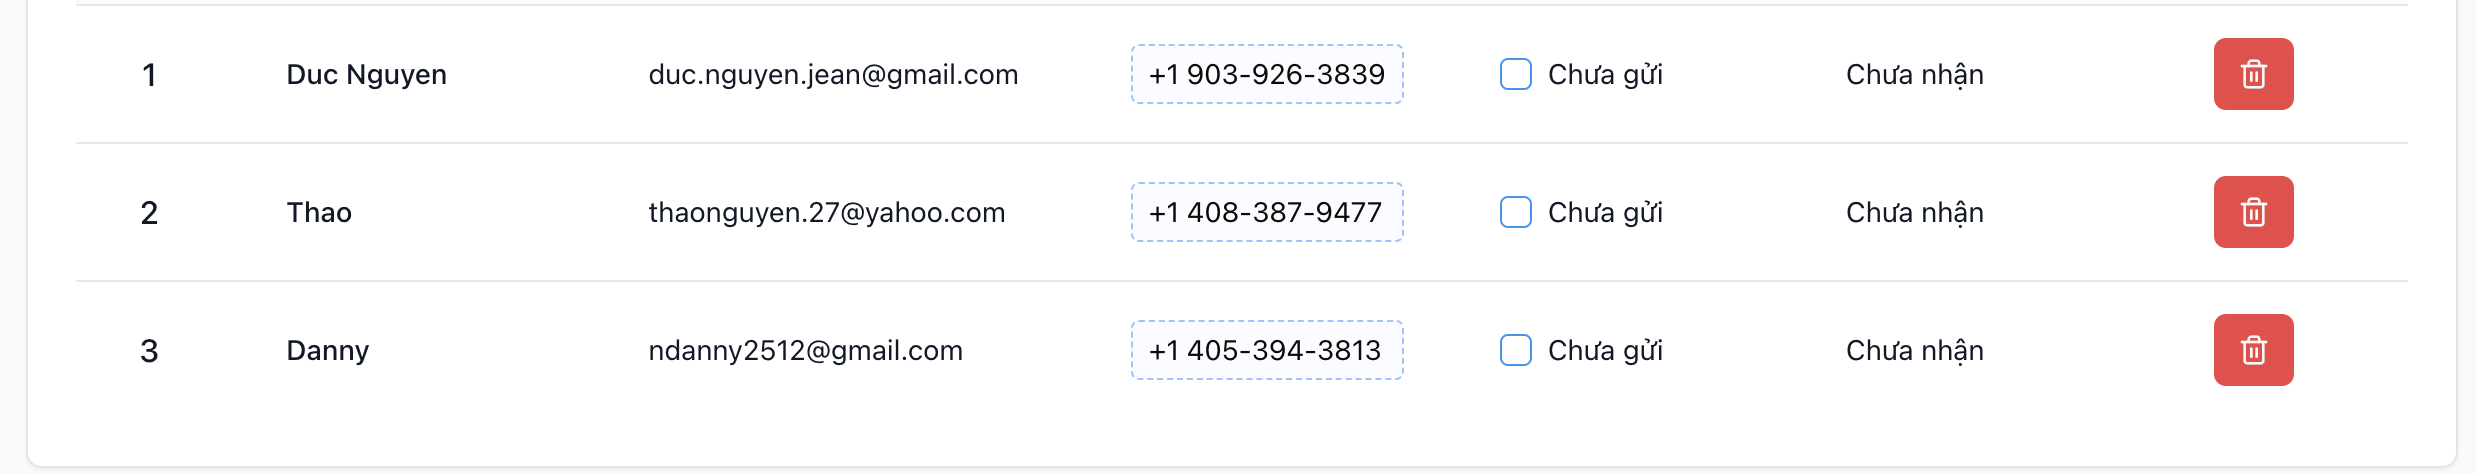 1 Duc Nguyen duc.nguyen.jean@gmail.com +1 903-926-3839 Chưa gửi Chưa nhận
2 Thao thaonguyen.27@yahoo.com +1 408-387-9477 Chưa gửi Chưa nhận
3 Danny ndanny2512@gmail.com +1 405-394-3813 Chưa gửi Chưa nhận